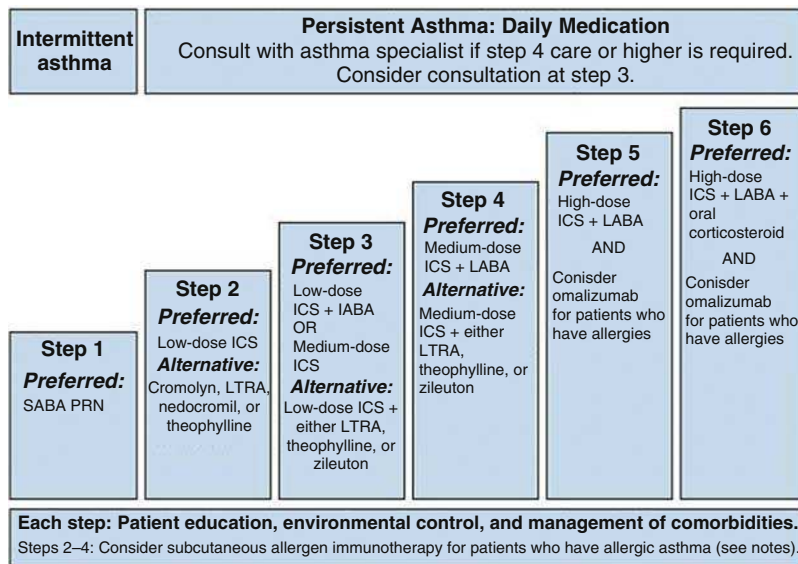 Intermittent
asthma
Persistent Asthma: Daily Medication
Consult with asthma specialist if step 4 care or higher is required.
Consider consultation at step 3.
Step 1
Preferred:
SABA PRN
Step 2
Preferred:
Low-dose ICS
Alternative:
Cromolyn, LTRA,
nedocromil, or
theophylline
Step 3
Preferred:
Low-dose
ICS + IABA
OR
Medium-dose
ICS
Alternative:
Low-dose ICS +
either LTRA,
theophylline, or
zileuton
Step 4
Preferred:
Medium-dose
ICS + LABA
Alternative:
Medium-dose
ICS + either
LTRA,
theophylline, or
zileuton
Step 5
Preferred:
High-dose
ICS + LABA
AND
Conisder
omalizumab
for patients who
have allergies
Step 6
Preferred:
High-dose
ICS + LABA +
oral
corticosteroid
AND
Conisder
omalizumab
for patients who
have allergies
Each step: Patient education, environmental control, and management of comorbidities.
Steps 2–4: Consider subcutaneous allergen immunotherapy for patients who have allergic asthma (see notes).